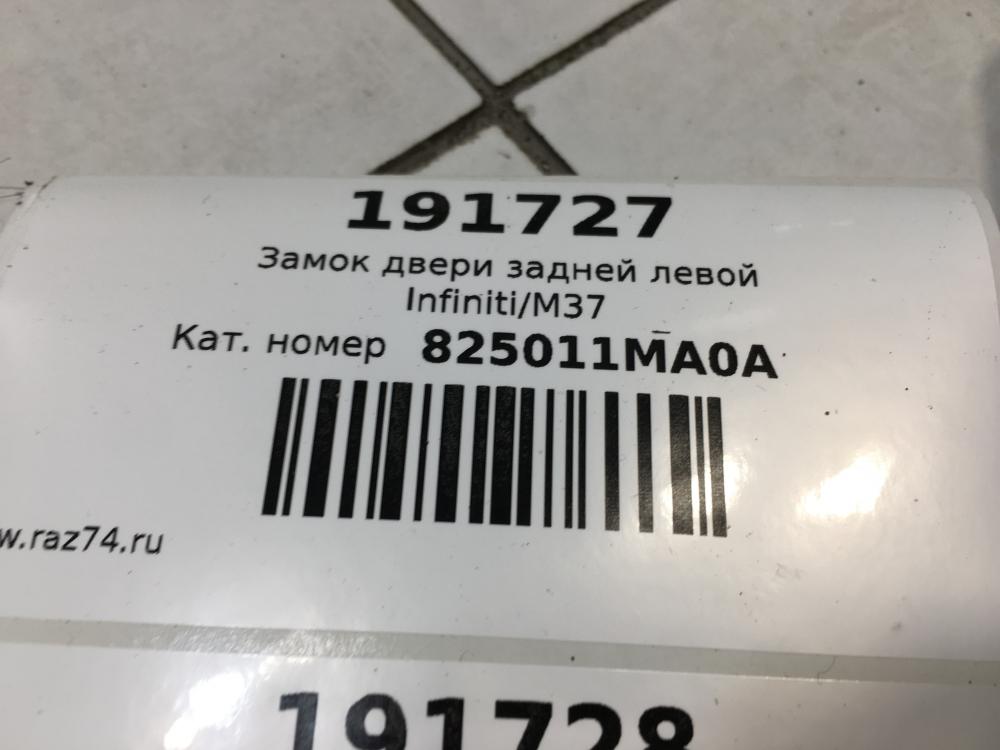 191727
Замок двери задней левой
Infiniti/M37
Кат. номер 825011MA0A
w.raz74.ru
191728